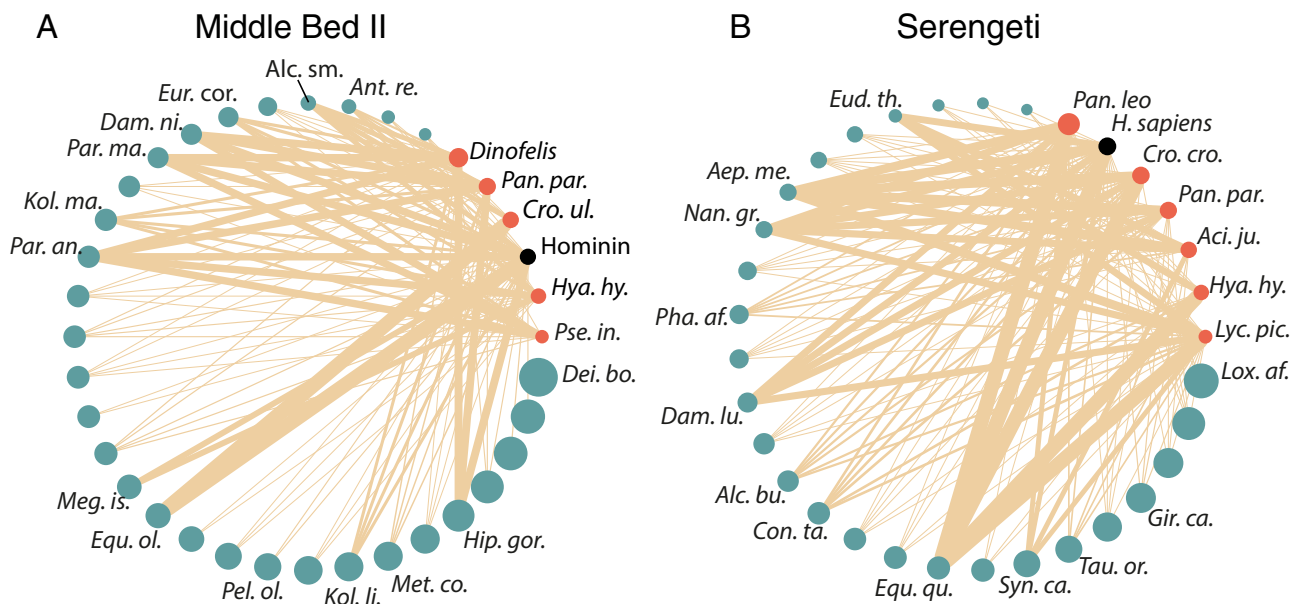 A
Middle Bed II
Alc. sm.
Ant. re.
Eur. cor.
Dam. ni.
Par. ma.
Kol. ma.
Par. an.
Dinofelis
Pan. par.
Cro. ul.
Hominin
Hya. hy.
Pse. in.
Dei. bo.
Meg. is.
Equ. ol.
Pel. ol.
Kol. li.
Met. co.
Hip. gor.
B
Serengeti
Eud. th.
Pan. leo
H. sapiens
Cro. cro.
Aep. me.
Pan. par.
Nan. gr.
Aci. ju.
Hya. hy.
Pha. af.
Lyc. pic.
Lox. af.
Dam. lu.
Alc. bu.
Con. ta.
Equ. qu.
Syn. ca.
Tau. or.
Gir. ca.